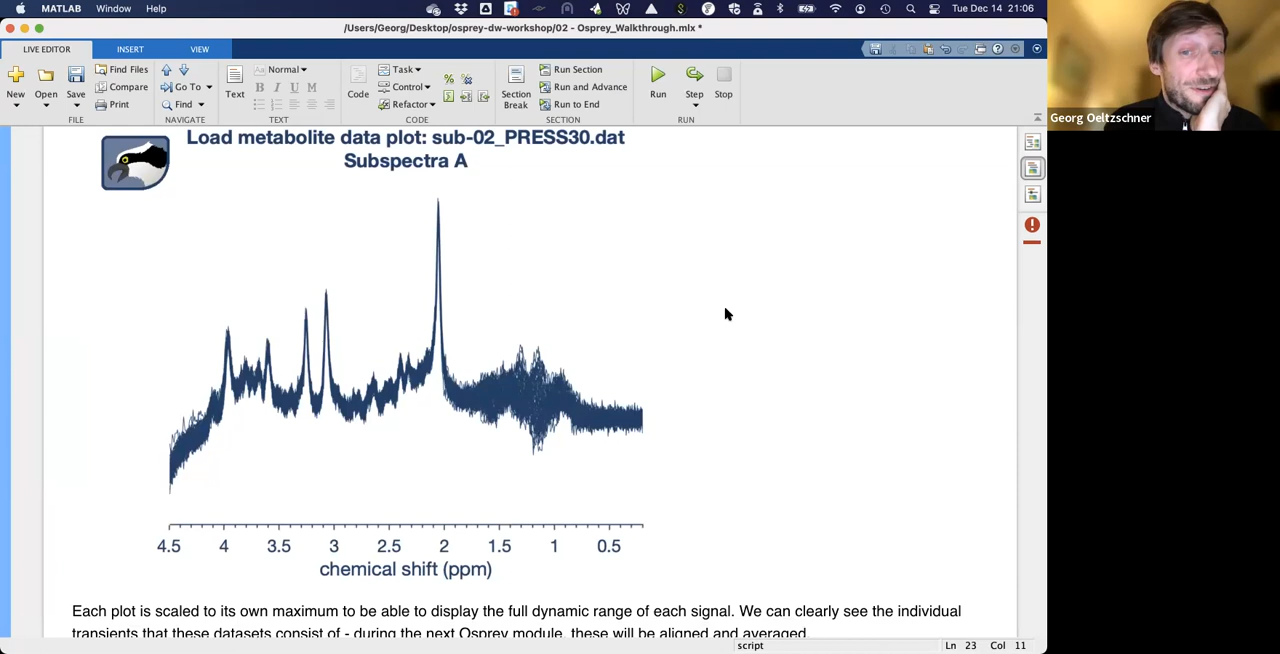 MATLAB Window Help
Tue Dec 14 21:06
/Users/Georg/Desktop/osprey-dw-workshop/02 - Osprey_Walkthrough.mlx *
LIVE EDITOR INSERT VIEW
New Open Save Find Files Compare Print
Go To Find
Text Normal
B I U M
Code Task Control Refactor
Section Break Run Section Run and Advance Run to End
Run Step Stop
FILE NAVIGATE TEXT CODE SECTION RUN
Georg Oeltzschner
Load metabolite data plot: sub-02_PRESS30.dat
Subspectra A
4.5 4 3.5 3 2.5 2 1.5 1 0.5
chemical shift (ppm)
Each plot is scaled to its own maximum to be able to display the full dynamic range of each signal. We can clearly see the individual
transients that these datasets consist of - during the next Osprey module, these will be aligned and averaged.
script Ln 23 Col 11